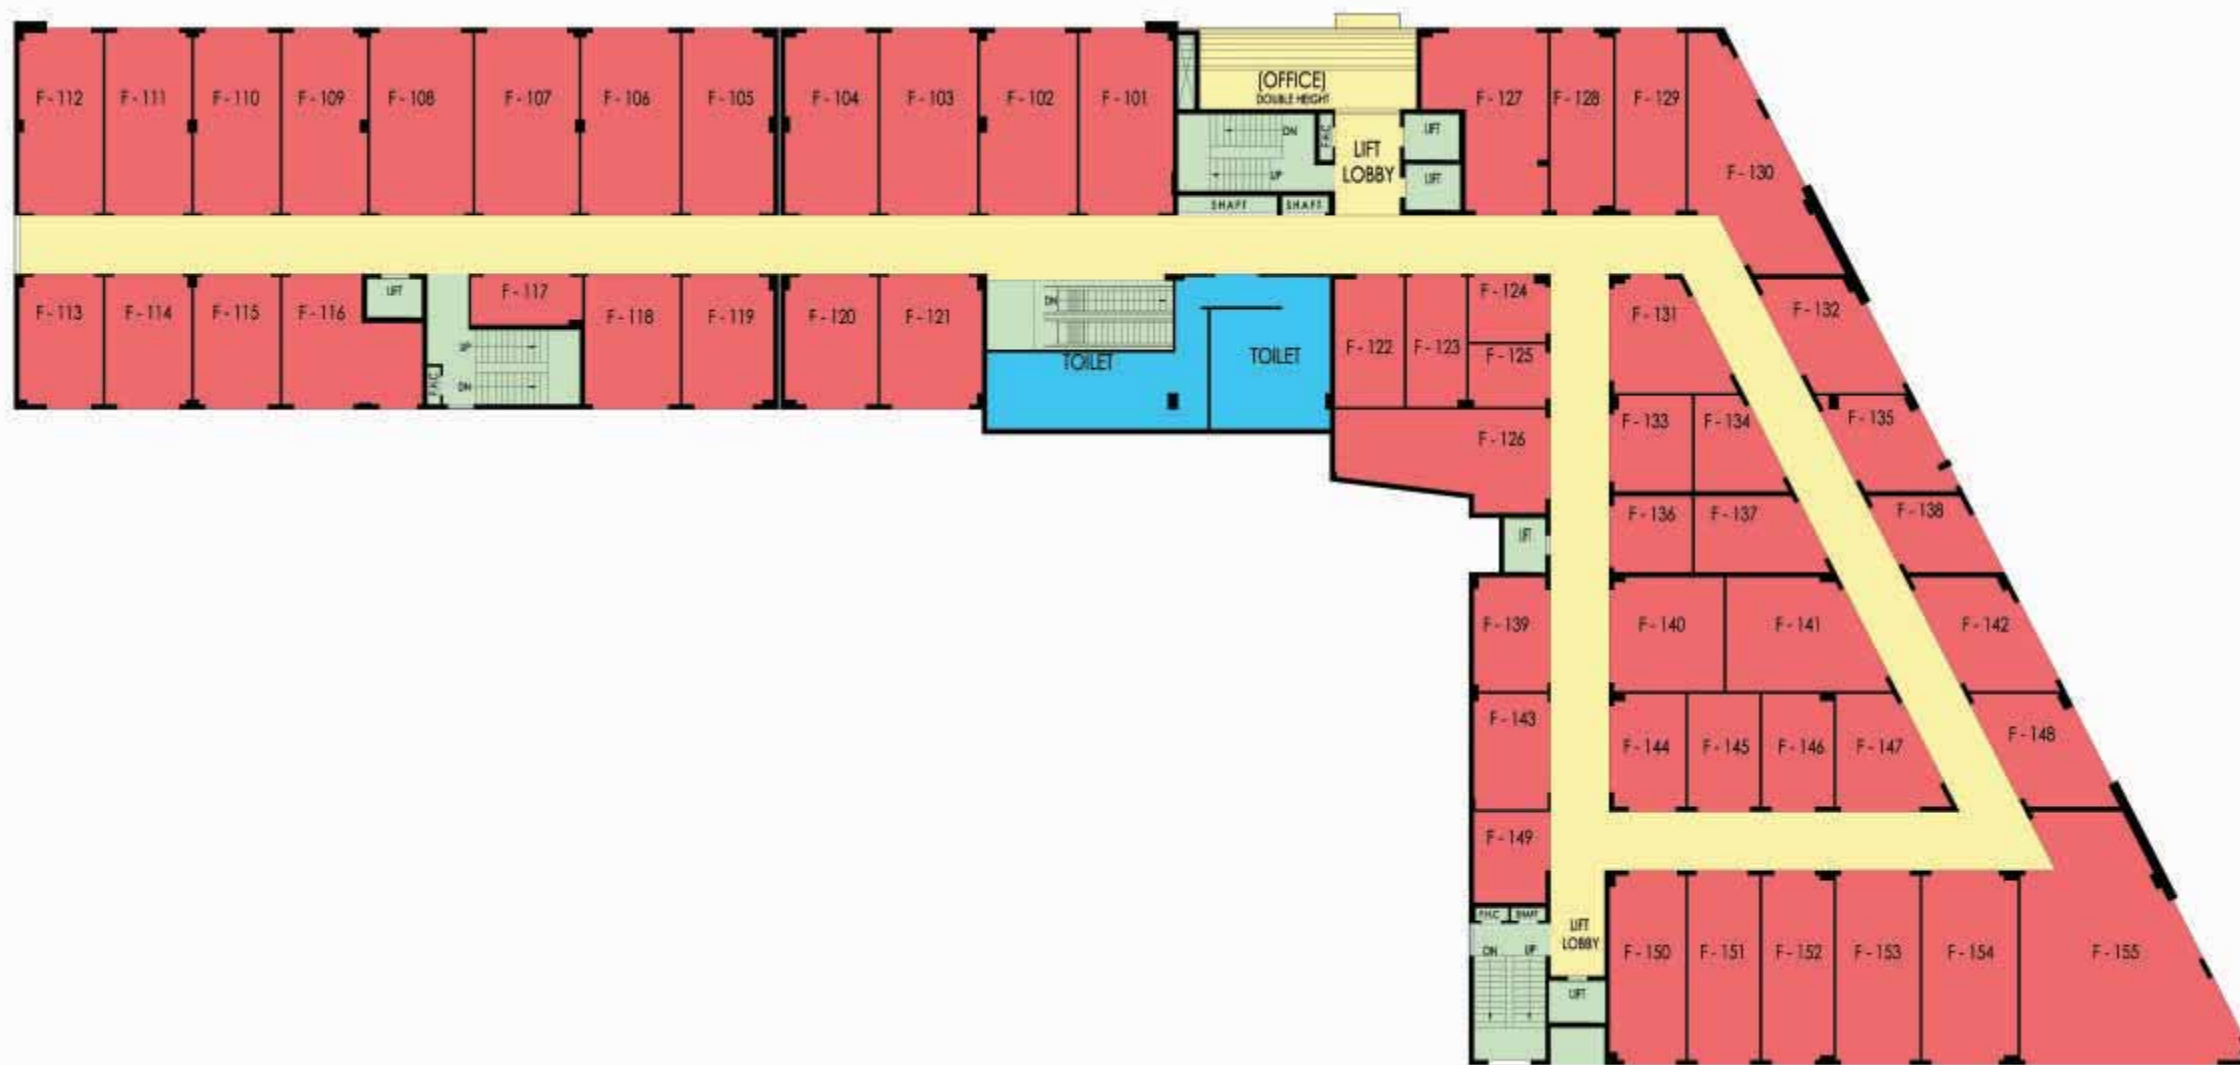 F - 112
F - 111
F - 110
F - 109
F - 108
F - 107
F - 106
F - 105
F - 104
F - 103
F - 102
F - 101
(OFFICE)
DOUBLE HEIGHT
F - 127
F - 128
F - 129
F - 130
DN
UP
F.H.C
LIFT
LOBBY
LIFT
LIFT
SHAFT
SHAFT
F - 113
F - 114
F - 115
F - 116
LIFT
F - 117
UP
DN
F.H.C
F - 118
F - 119
F - 120
F - 121
DN
TOILET
TOILET
F - 122
F - 123
F - 124
F - 125
F - 126
F - 131
F - 132
F - 133
F - 134
F - 135
F - 136
F - 137
F - 138
LIFT
F - 139
F - 140
F - 141
F - 142
F - 143
F - 144
F - 145
F - 146
F - 147
F - 148
F - 149
F.H.C
SHAFT
DN
UP
LIFT
LOBBY
LIFT
F - 150
F - 151
F - 152
F - 153
F - 154
F - 155